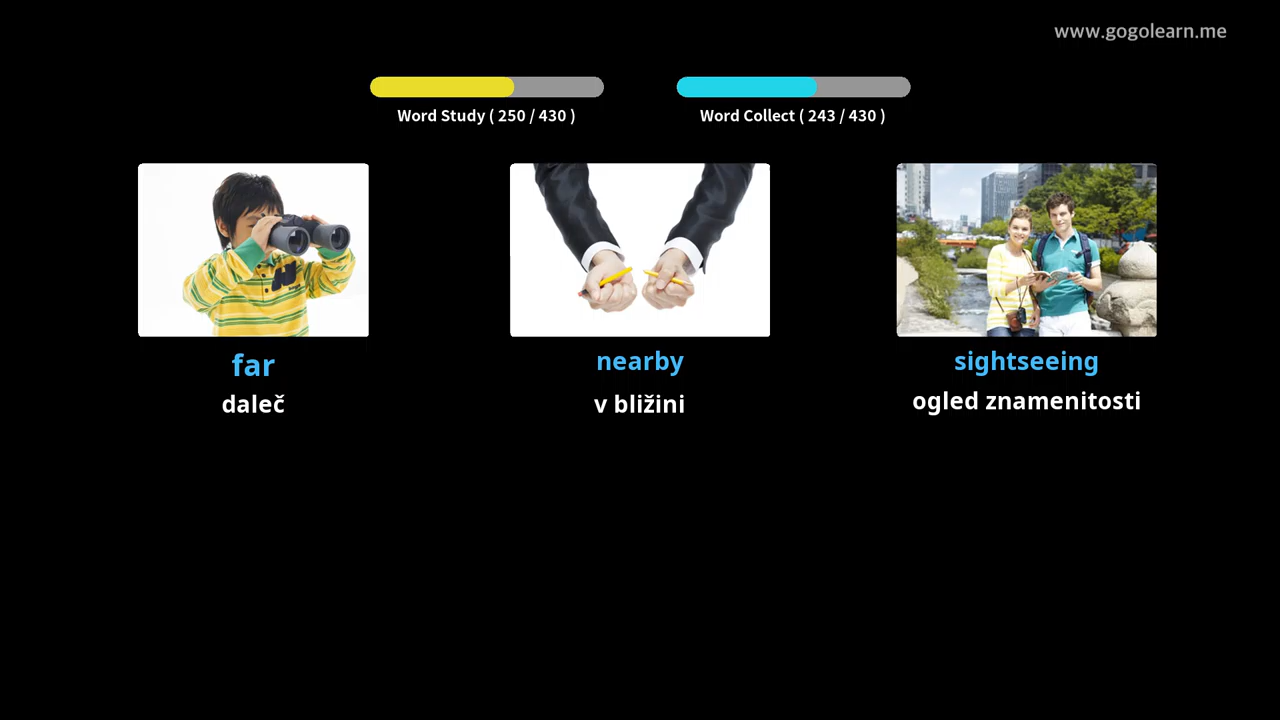 www.gogolearn.me
Word Study ( 250 / 430 )
Word Collect ( 243 / 430 )
far
nearby
sightseeing
daleč
v bližini
ogled znamenitosti